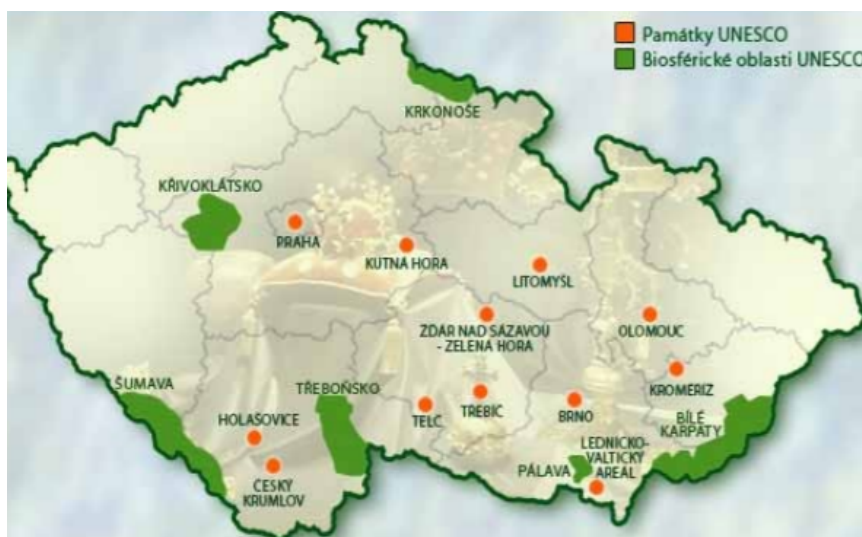 Památky UNESCO
Biosférické oblasti UNESCO
KRKONOŠE
KŘIVOKLÁTSKO
PRAHA
KUTNÁ HORA
LITOMYŠL
ŽĎÁR NAD SÁZAVOU
- ZELENÁ HORA
OLOMOUC
KROMĚŘÍŽ
ŠUMAVA
TŘEBOŇSKO
HOLAŠOVICE
TELČ
TŘEBÍČ
BRNO
BÍLÉ
KARPATY
LEDNICKO-
VALTICKÝ
AREÁL
PÁLAVA
ČESKÝ
KRUMLOV